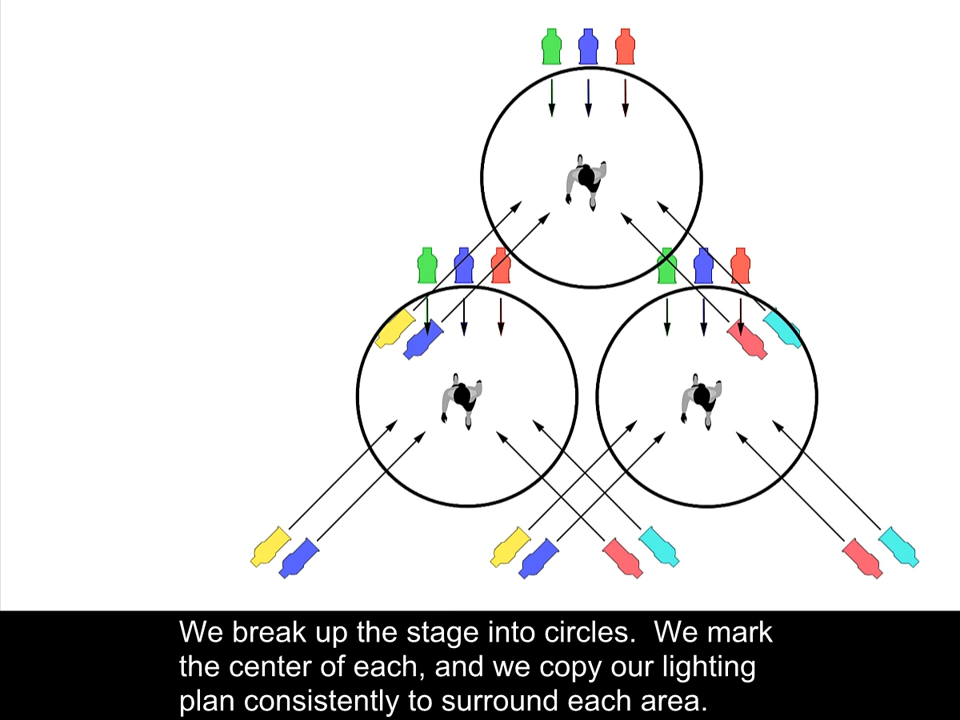 We break up the stage into circles.  We mark
the center of each, and we copy our lighting
plan consistently to surround each area.